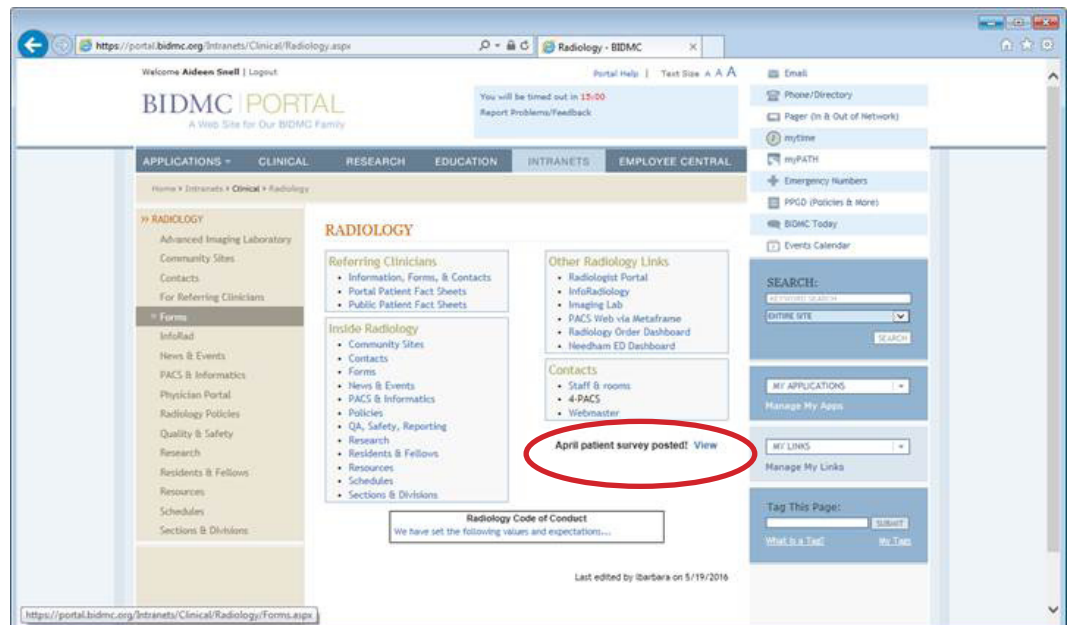 https://portal.bidmc.org/Intranets/Clinical/Radiology.aspx
Radiology - BIDMC
Welcome Aideen Snell | Logout
Portal Help | Text Size A A A
BIDMC | PORTAL
A Web Site for Our BIDMC Family
You will be timed out in 15:00
Report Problems/Feedback
APPLICATIONS
CLINICAL
RESEARCH
EDUCATION
INTRANETS
EMPLOYEE CENTRAL
Home > Intranets > Clinical > Radiology
» RADIOLOGY
Advanced Imaging Laboratory
Community Sites
Contacts
For Referring Clinicians
Forms
InfoRad
News & Events
PACS & Informatics
Physician Portal
Radiology Policies
Quality & Safety
Research
Residents & Fellows
Resources
Schedules
Sections & Divisions
RADIOLOGY
Referring Clinicians
• Information, Forms, & Contacts
• Portal Patient Fact Sheets
• Public Patient Fact Sheets
Inside Radiology
• Community Sites
• Contacts
• Forms
• News & Events
• PACS & Informatics
• Policies
• QA, Safety, Reporting
• Research
• Residents & Fellows
• Resources
• Schedules
• Sections & Divisions
Other Radiology Links
• Radiologist Portal
• InfoRadiology
• Imaging Lab
• PACS Web via Metaframe
• Radiology Order Dashboard
• Needham ED Dashboard
Contacts
• Staff & rooms
• 4-PACS
• Webmaster
April patient survey posted! View
Radiology Code of Conduct
We have set the following values and expectations...
Last edited by lbarbara on 5/19/2016
Email
Phone/Directory
Pager (In & Out of Network)
mytime
myPATH
Emergency Numbers
PPGD (Policies & More)
BIDMC Today
Events Calendar
SEARCH:
KEYWORD SEARCH
ENTIRE SITE
SEARCH
MY APPLICATIONS
Manage My Apps
MY LINKS
Manage My Links
Tag This Page:
SUBMIT
What is a Tag?
My Tags
https://portal.bidmc.org/Intranets/Clinical/Radiology/Forms.aspx